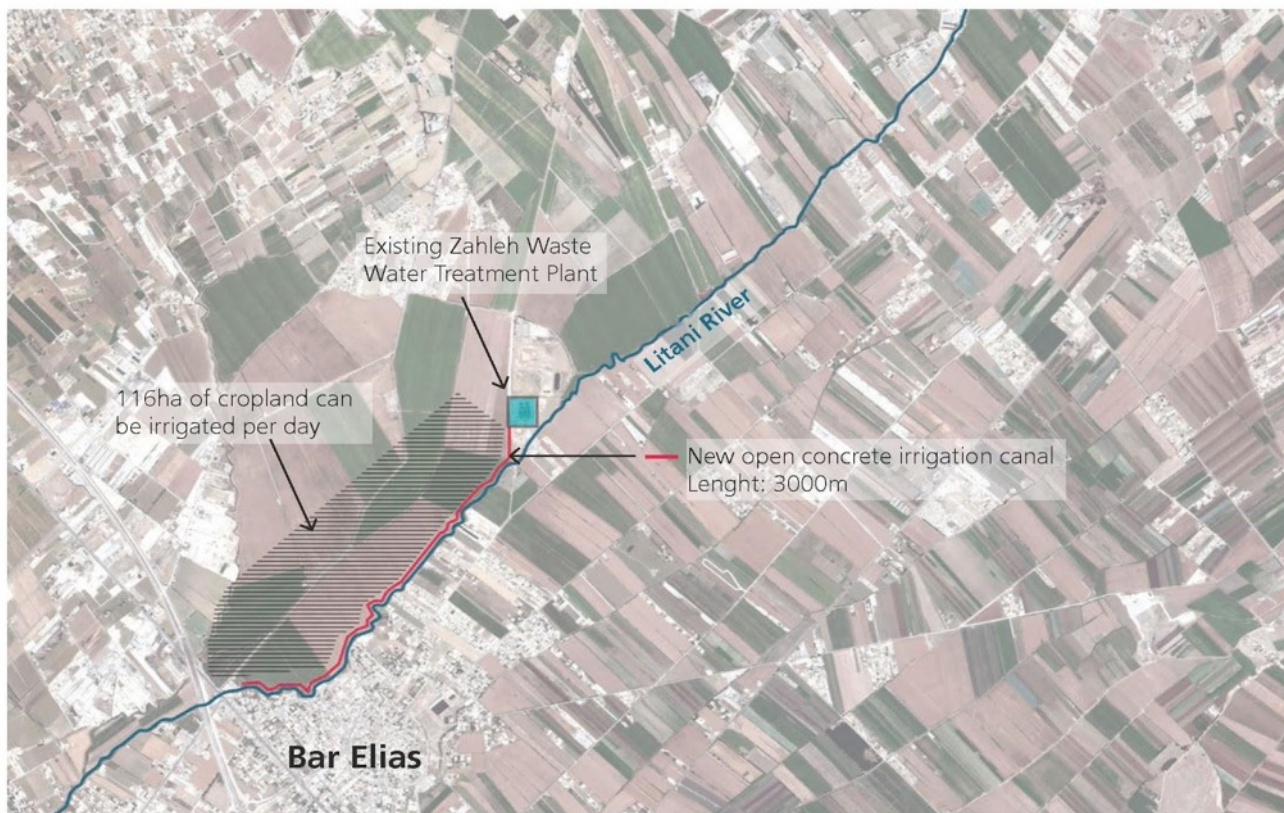 Existing Zahleh Waste
Water Treatment Plant
Litani River
116ha of cropland can
be irrigated per day
New open concrete irrigation canal
Lenght: 3000m
Bar Elias